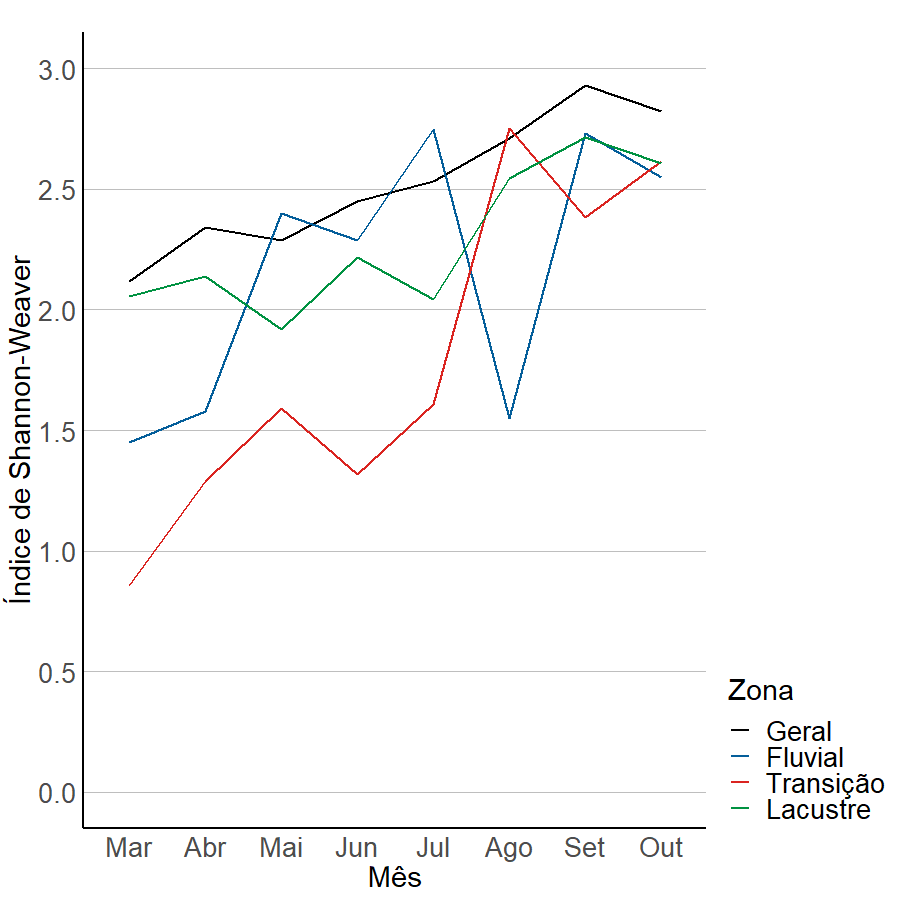 Índice de Shannon-Weaver
3.0
2.5
2.0
1.5
1.0
0.5
0.0
Mar Abr Mai Jun Jul Ago Set Out
Mês
Zona
Geral
Fluvial
Transição
Lacustre